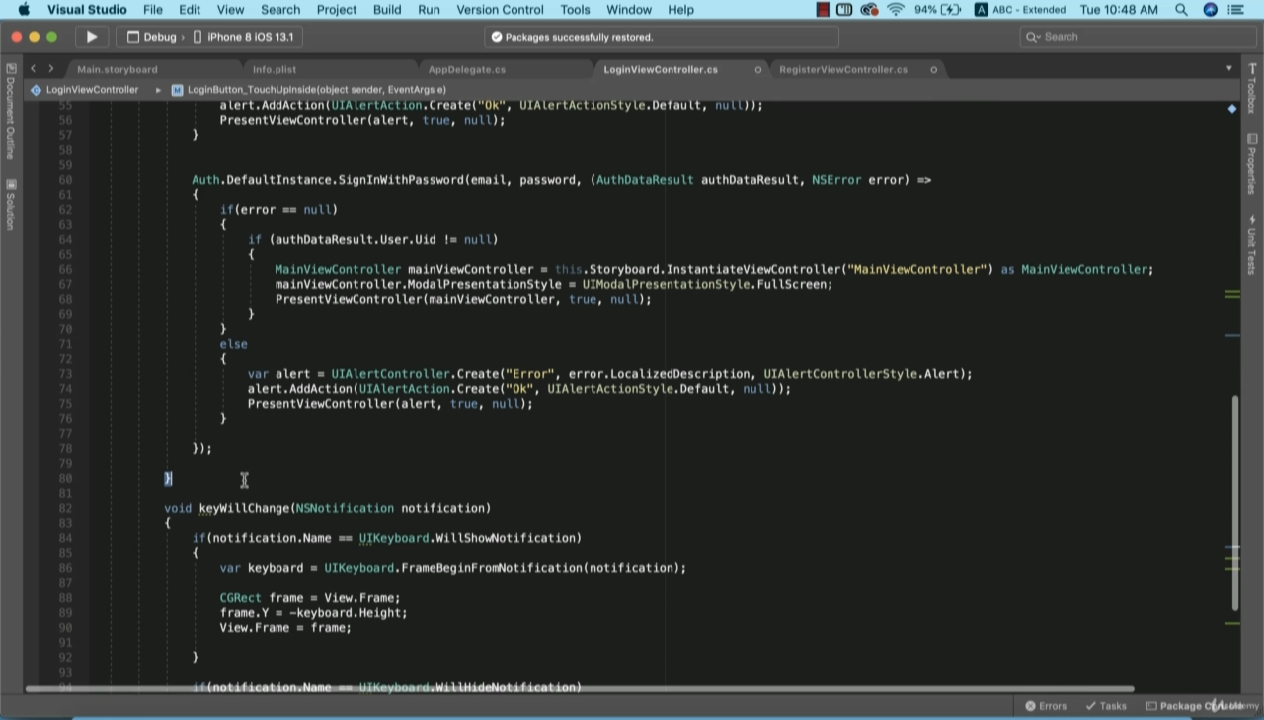 Visual Studio File Edit View Search Project Build Run Version Control Tools Window Help 94% ABC - Extended Tue 10:48 AM
Debug › iPhone 8 iOS 13.1 Packages successfully restored. Search
Main.storyboard Info.plist AppDelegate.cs LoginViewController.cs RegisterViewController.cs
LoginViewController LoginButton_TouchUpInside(object sender, EventArgs e)
Document Outline
Solution
Toolbox
Properties
Unit Tests
55 alert.AddAction(UIAlertAction.Create("Ok", UIAlertActionStyle.Default, null));
56 PresentViewController(alert, true, null);
57 }
58
59
60 Auth.DefaultInstance.SignInWithPassword(email, password, (AuthDataResult authDataResult, NSError error) =>
61 {
62 if(error == null)
63 {
64 if (authDataResult.User.Uid != null)
65 {
66 MainViewController mainViewController = this.Storyboard.InstantiateViewController("MainViewController") as MainViewController;
67 mainViewController.ModalPresentationStyle = UIModalPresentationStyle.FullScreen;
68 PresentViewController(mainViewController, true, null);
69 }
70 }
71 else
72 {
73 var alert = UIAlertController.Create("Error", error.LocalizedDescription, UIAlertControllerStyle.Alert);
74 alert.AddAction(UIAlertAction.Create("Ok", UIAlertActionStyle.Default, null));
75 PresentViewController(alert, true, null);
76 }
77
78 });
79
80 }
81
82 void keyWillChange(NSNotification notification)
83 {
84 if(notification.Name == UIKeyboard.WillShowNotification)
85 {
86 var keyboard = UIKeyboard.FrameBeginFromNotification(notification);
87
88 CGRect frame = View.Frame;
89 frame.Y = -keyboard.Height;
90 View.Frame = frame;
91
92 }
93
94 if(notification.Name == UIKeyboard.WillHideNotification)
Errors Tasks Package